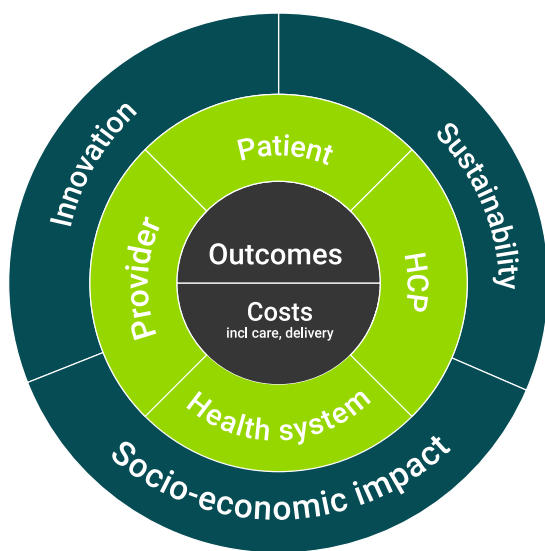 Innovation
Sustainability
Patient
Provider
HCP
Outcomes
Costs
incl care, delivery
Health system
Socio-economic impact